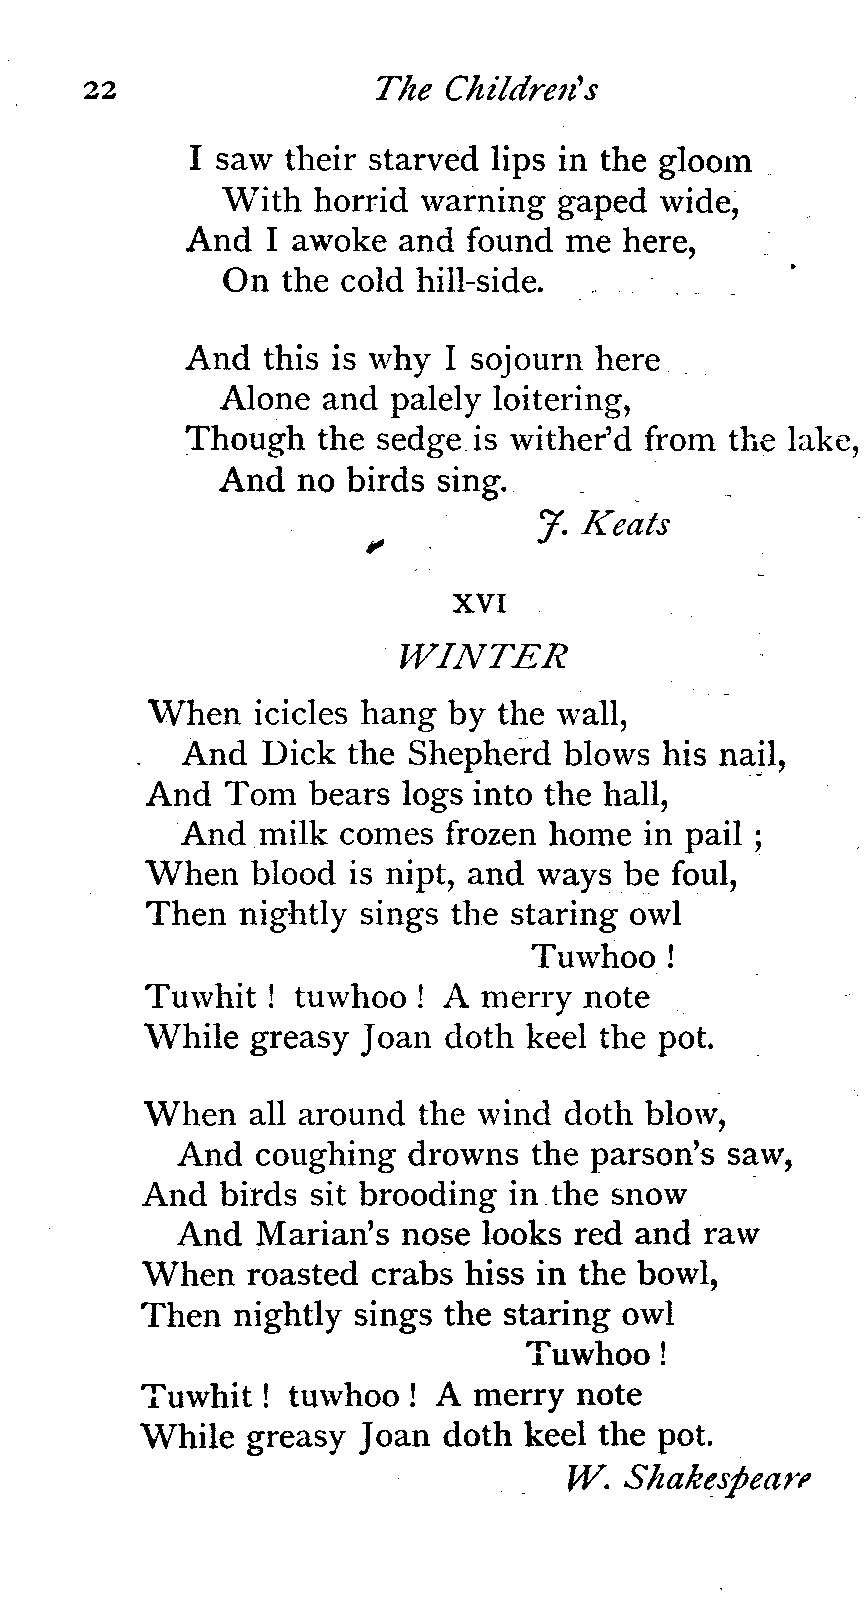 22 The Children's
I saw their starved lips in the gloom
With horrid warning gaped wide,
And I awoke and found me here,
On the cold hill-side.
And this is why I sojourn here
Alone and palely loitering,
Though the sedge is wither'd from the lake,
And no birds sing.
J. Keats
XVI
WINTER
When icicles hang by the wall,
And Dick the Shepherd blows his nail,
And Tom bears logs into the hall,
And milk comes frozen home in pail ;
When blood is nipt, and ways be foul,
Then nightly sings the staring owl
Tuwhoo !
Tuwhit ! tuwhoo ! A merry note
While greasy Joan doth keel the pot.
When all around the wind doth blow,
And coughing drowns the parson's saw,
And birds sit brooding in the snow
And Marian's nose looks red and raw
When roasted crabs hiss in the bowl,
Then nightly sings the staring owl
Tuwhoo !
Tuwhit ! tuwhoo ! A merry note
While greasy Joan doth keel the pot.
W. Shakespeare